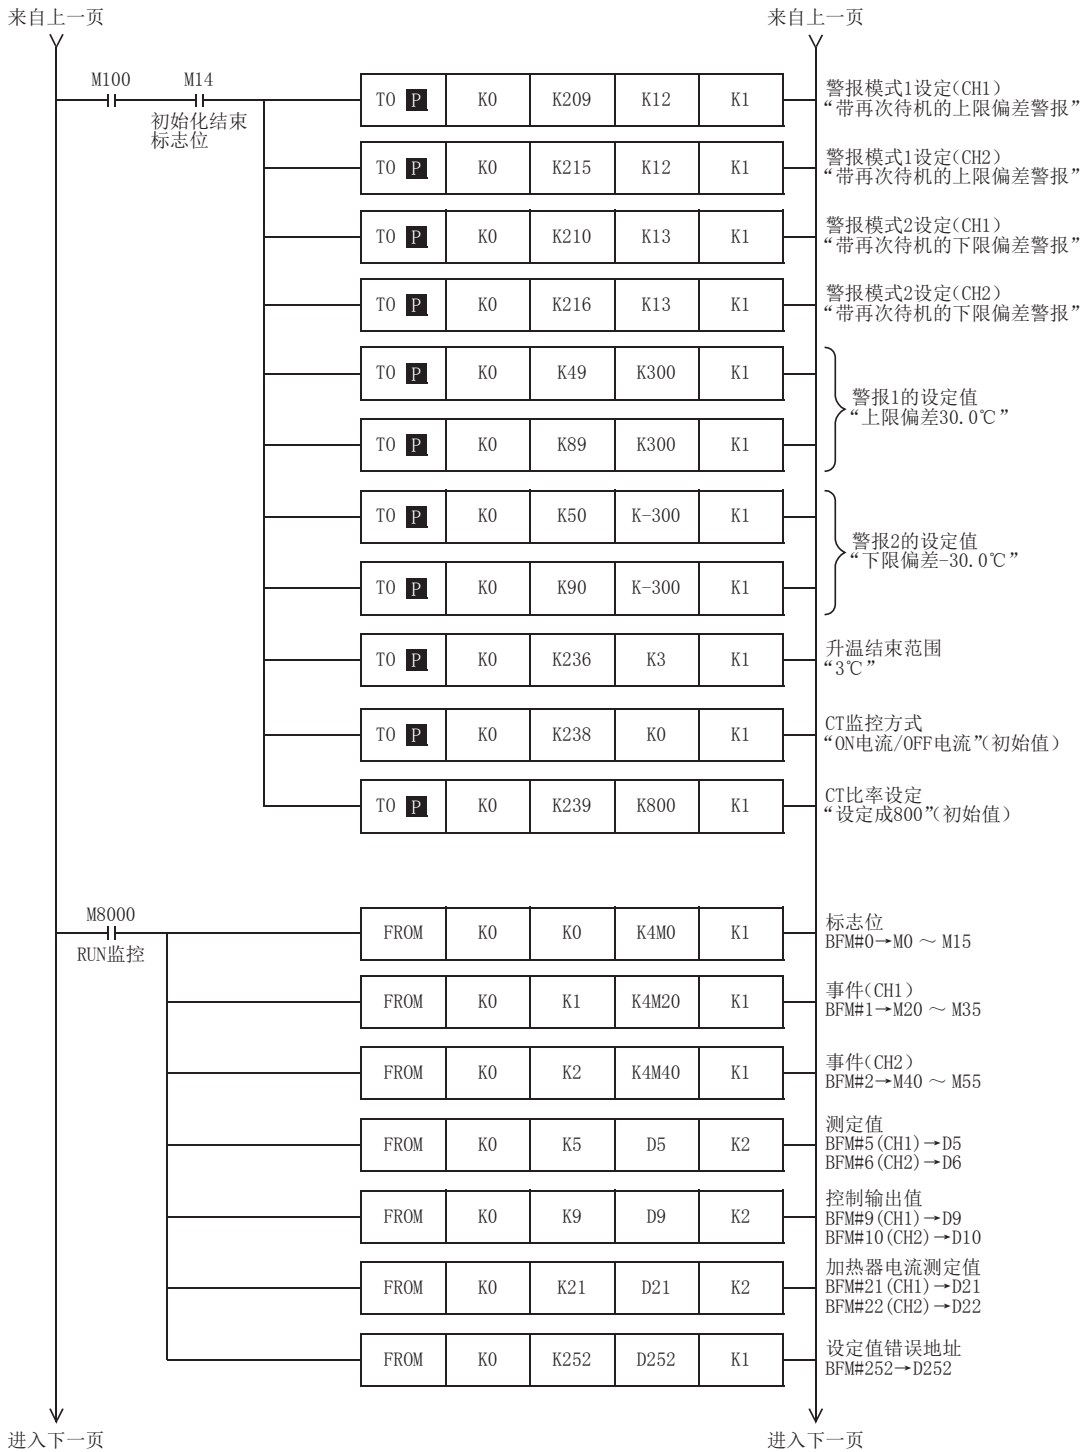 来自上一页 来自上一页
M100 M14
初始化结束
标志位
TO P K0 K209 K12 K1
警报模式1设定(CH1)
“带再次待机的上限偏差警报”
TO P K0 K215 K12 K1
警报模式1设定(CH2)
“带再次待机的上限偏差警报”
TO P K0 K210 K13 K1
警报模式2设定(CH1)
“带再次待机的下限偏差警报”
TO P K0 K216 K13 K1
警报模式2设定(CH2)
“带再次待机的下限偏差警报”
TO P K0 K49 K300 K1
警报1的设定值
“上限偏差30.0℃”
TO P K0 K89 K300 K1
TO P K0 K50 K-300 K1
警报2的设定值
“下限偏差-30.0℃”
TO P K0 K90 K-300 K1
TO P K0 K236 K3 K1
升温结束范围
“3℃”
TO P K0 K238 K0 K1
CT监控方式
“ON电流/OFF电流”(初始值)
TO P K0 K239 K800 K1
CT比率设定
“设定成800”(初始值)
M8000
RUN监控
FROM K0 K0 K4M0 K1
标志位
BFM#0→M0 ～ M15
FROM K0 K1 K4M20 K1
事件(CH1)
BFM#1→M20 ～ M35
FROM K0 K2 K4M40 K1
事件(CH2)
BFM#2→M40 ～ M55
FROM K0 K5 D5 K2
测定值
BFM#5(CH1)→D5
BFM#6(CH2)→D6
FROM K0 K9 D9 K2
控制输出值
BFM#9(CH1)→D9
BFM#10(CH2)→D10
FROM K0 K21 D21 K2
加热器电流测定值
BFM#21(CH1)→D21
BFM#22(CH2)→D22
FROM K0 K252 D252 K1
设定值错误地址
BFM#252→D252
进入下一页 进入下一页